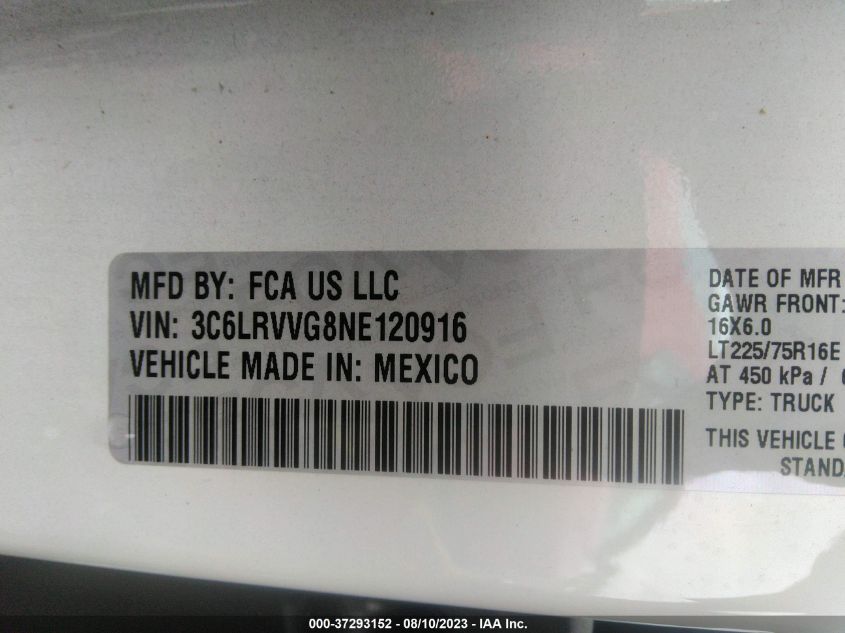 MFD BY: FCA US LLC
VIN: 3C6LRVVG8NE120916
VEHICLE MADE IN: MEXICO
DATE OF MFR
GAWR FRONT:
16X6.0
LT225/75R16E
AT 450 kPa /
TYPE: TRUCK
THIS VEHICLE
000-37293152 - 08/10/2023 - IAA Inc.